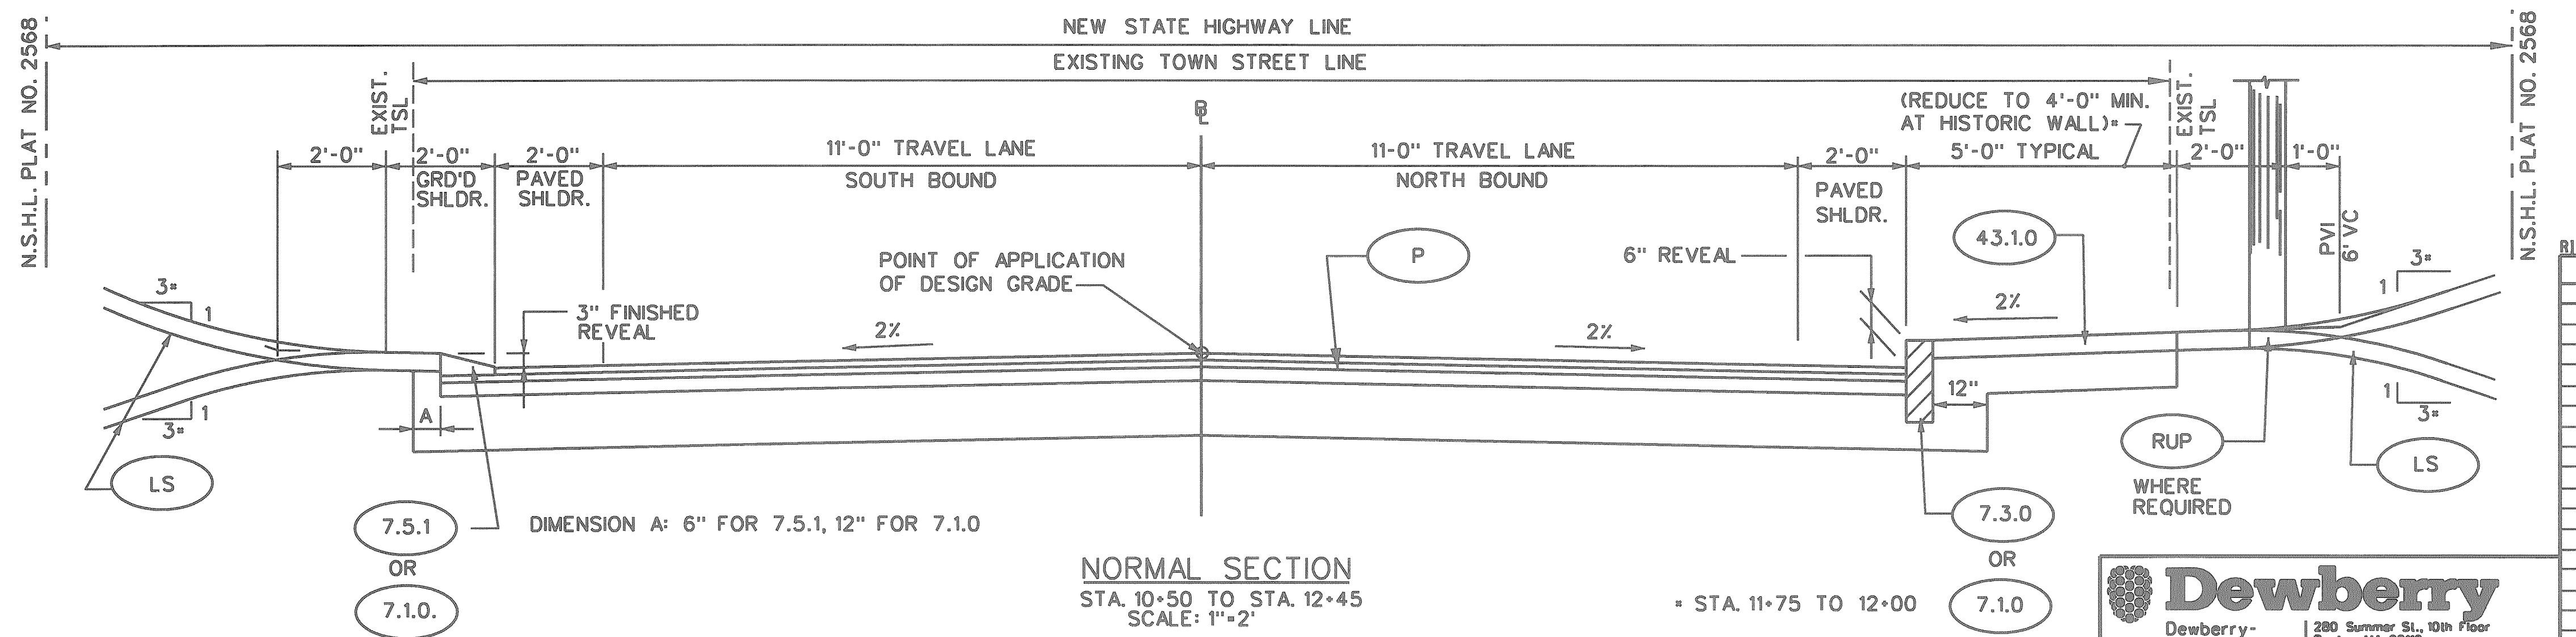 NEW STATE HIGHWAY LINE
EXISTING TOWN STREET LINE
N.S.H.L. PLAT NO. 2568
EXIST.
TSL
2'-0"
2'-0"
GRD'D
SHLDR.
2'-0"
PAVED
SHLDR.
11'-0" TRAVEL LANE
SOUTH BOUND
11-0" TRAVEL LANE
NORTH BOUND
2'-0"
PAVED
SHLDR.
(REDUCE TO 4'-0" MIN.
AT HISTORIC WALL)*
5'-0" TYPICAL
EXIST.
TSL
2'-0"
1'-0"
PVI
6' VC
N.S.H.L. PLAT NO. 2568
3*
1
3" FINISHED
REVEAL
POINT OF APPLICATION
OF DESIGN GRADE
2%
P
2%
6" REVEAL
43.1.0
2%
3*
1
1
3*
A
12"
1
3*
LS
7.5.1
OR
7.1.0.
DIMENSION A: 6" FOR 7.5.1, 12" FOR 7.1.0
7.3.0
OR
7.1.0
RUP
WHERE
REQUIRED
LS
NORMAL SECTION
STA. 10+50 TO STA. 12+45
SCALE: 1"=2'
* STA. 11+75 TO 12+00
Dewberry
Dewberry-
280 Summer St., 10th Floor